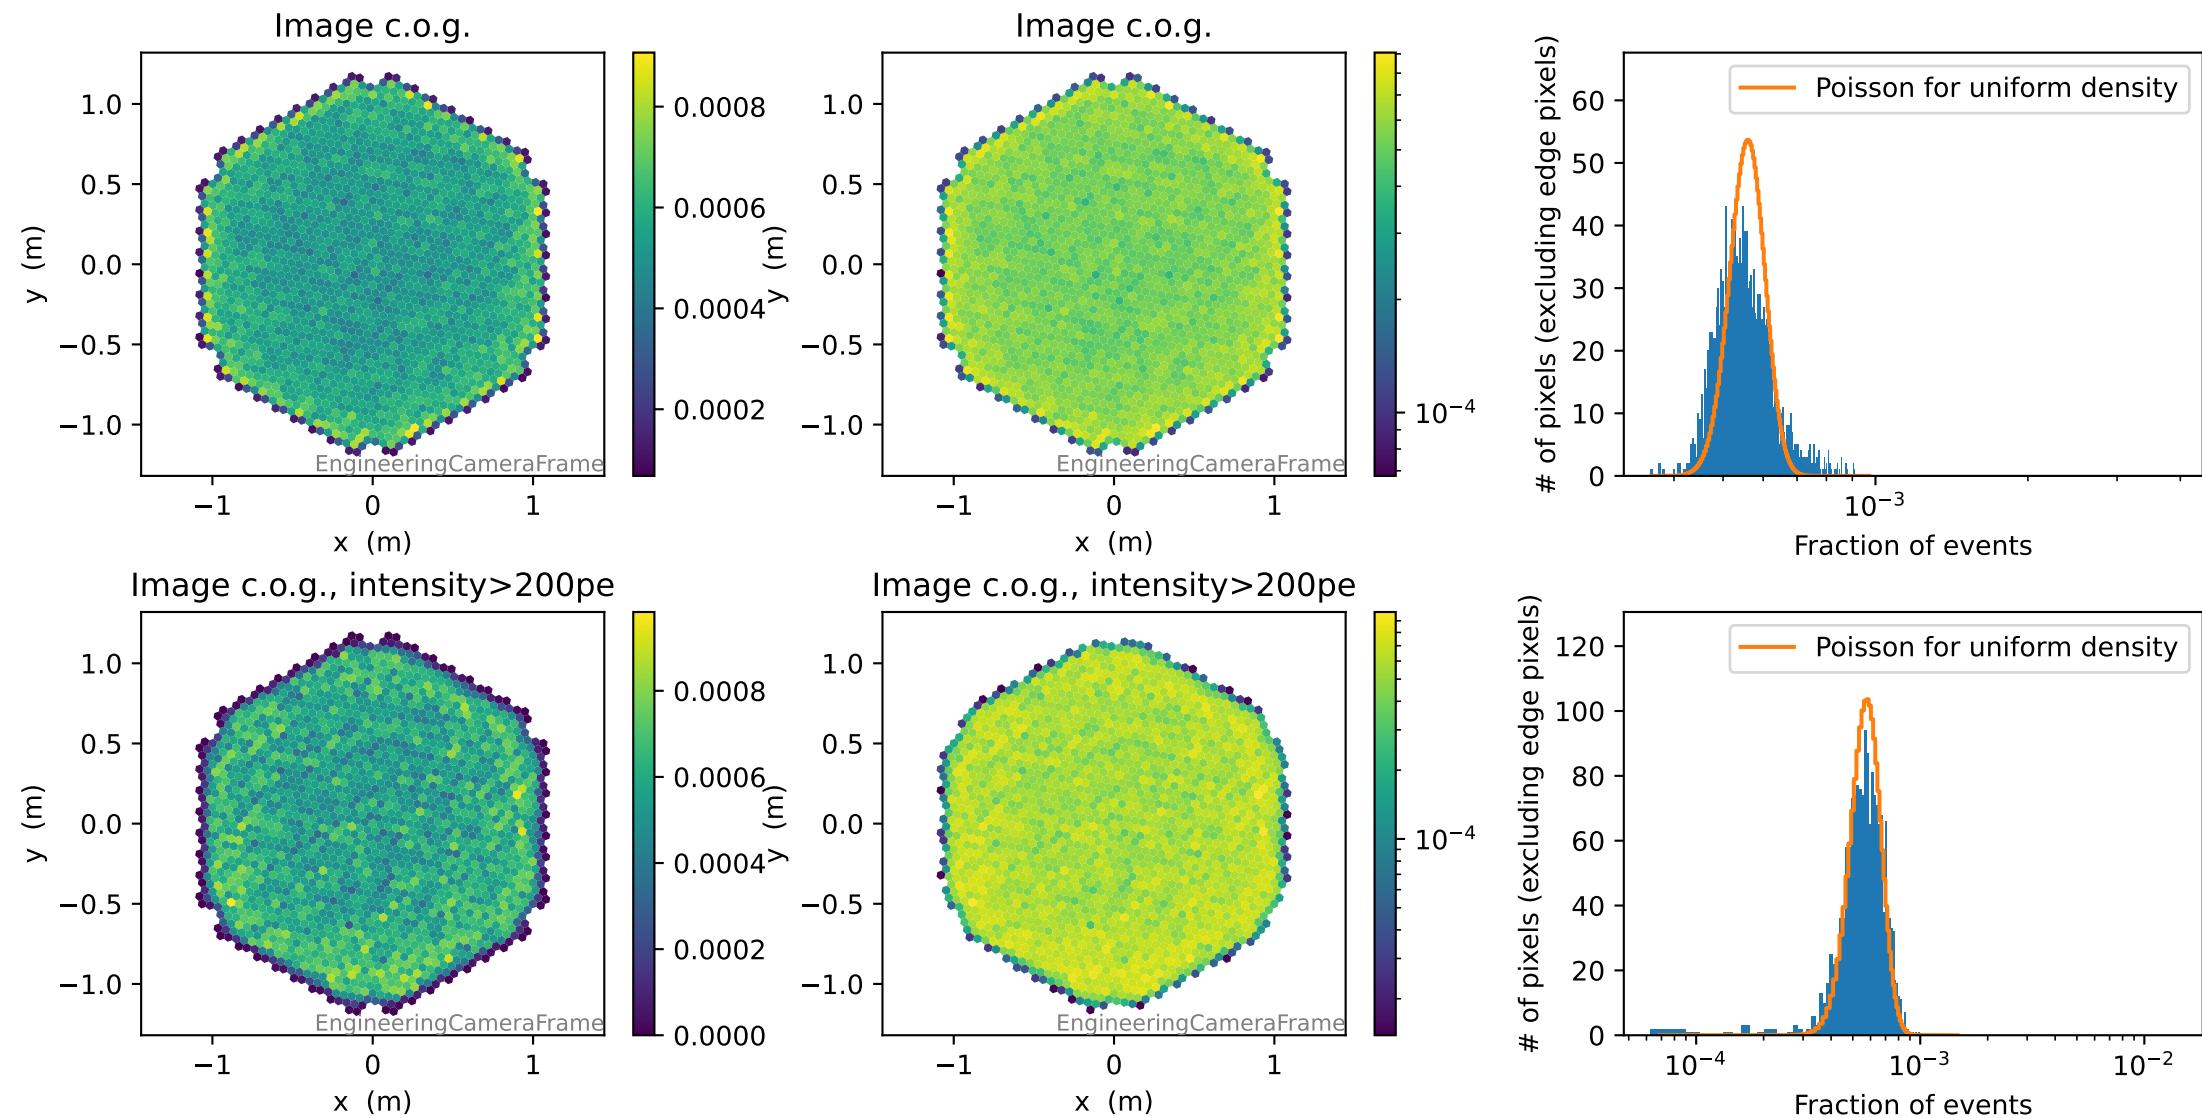 Image c.o.g.
1.0
0.5
0.0
−0.5
−1.0
y (m)
−1
0
1
x (m)
EngineeringCameraFrame
0.0008
0.0006
0.0004
0.0002
Image c.o.g.
1.0
0.5
0.0
−0.5
−1.0
y (m)
−1
0
1
x (m)
EngineeringCameraFrame
10⁻⁴
Poisson for uniform density
60
50
40
30
20
10
0
# of pixels (excluding edge pixels)
10⁻³
Fraction of events
Image c.o.g., intensity>200pe
1.0
0.5
0.0
−0.5
−1.0
y (m)
−1
0
1
x (m)
EngineeringCameraFrame
0.0008
0.0006
0.0004
0.0002
0.0000
Image c.o.g., intensity>200pe
1.0
0.5
0.0
−0.5
−1.0
y (m)
−1
0
1
x (m)
EngineeringCameraFrame
10⁻⁴
Poisson for uniform density
120
100
80
60
40
20
0
# of pixels (excluding edge pixels)
10⁻⁴
10⁻³
10⁻²
Fraction of events